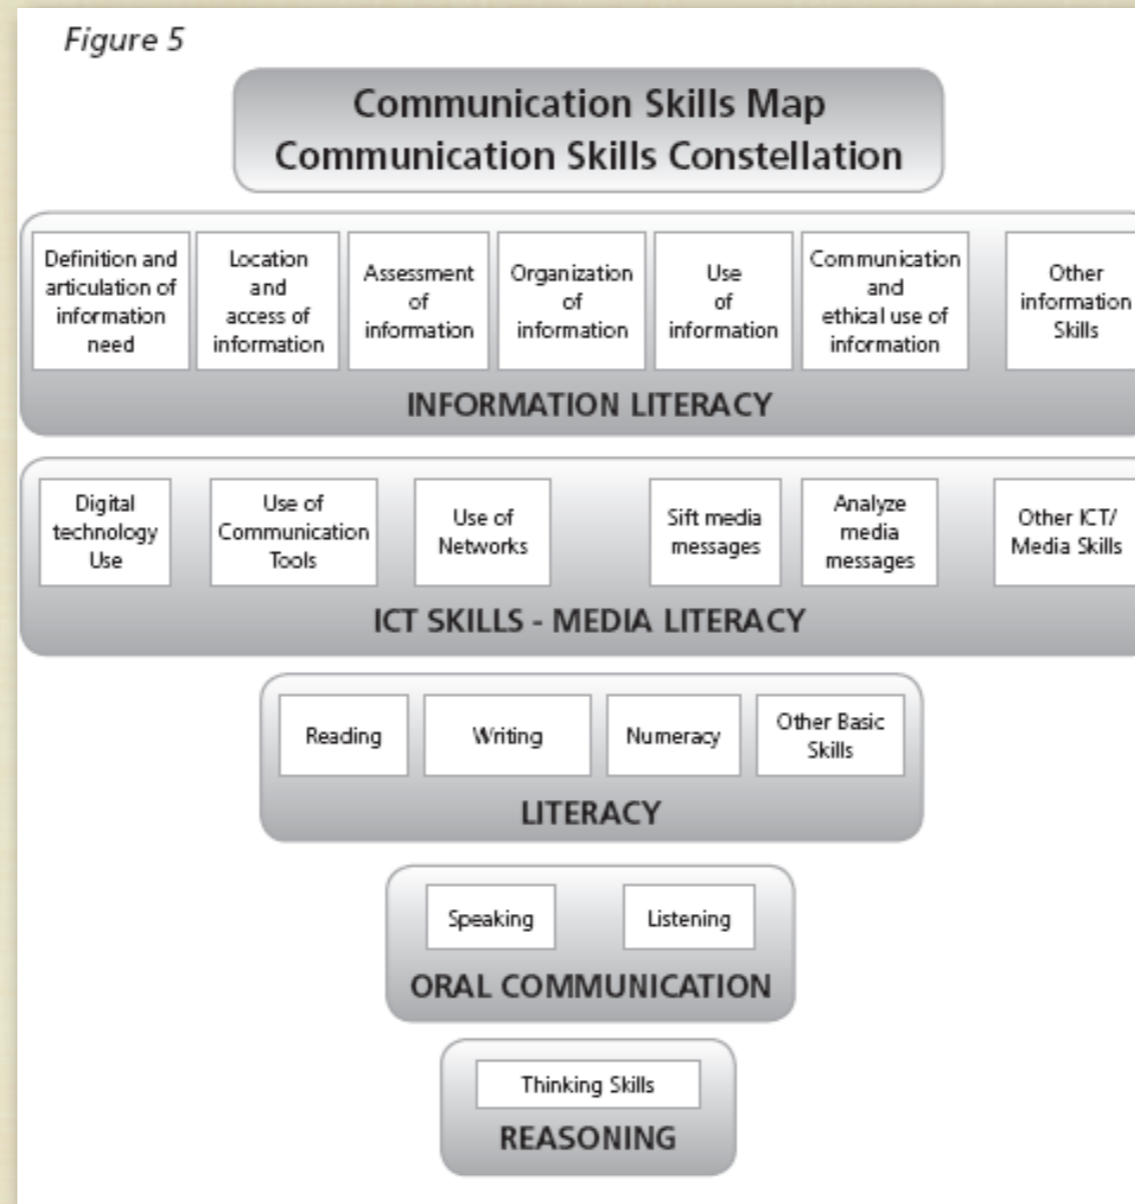 Figure 5
Communication Skills Map
Communication Skills Constellation
Definition and
articulation of
information
need
Location
and
access of
information
Assessment
of
information
Organization
of
information
Use
of
information
Communication
and
ethical use of
information
Other
information
Skills
INFORMATION LITERACY
Digital
technology
Use
Use of
Communication
Tools
Use of
Networks
Sift media
messages
Analyze
media
messages
Other ICT/
Media Skills
ICT SKILLS - MEDIA LITERACY
Reading
Writing
Numeracy
Other Basic
Skills
LITERACY
Speaking
Listening
ORAL COMMUNICATION
Thinking Skills
REASONING